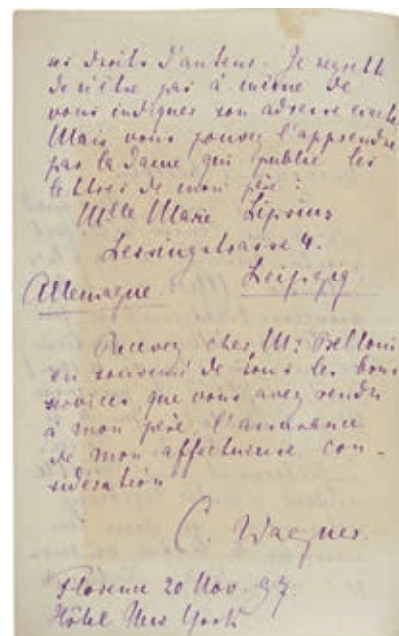 ses droits d'auteur. Je regrette
de n'être pas à même de
vous indiquer son adresse exacte
Mais vous pouvez l'apprendre
par la dame qui publie les
lettres de mon père :
Mlle Marie Lipsius
Lessingstrasse 4.
Allemagne Leipzig.
Recevez cher Mr. Belloni
en souvenir de tous les bons
services que vous avez rendu
à mon père, l'assurance
de mon affectueuse con-
sidération
C. Wagner.
Florence 20 Nov. 97
Hôtel New York